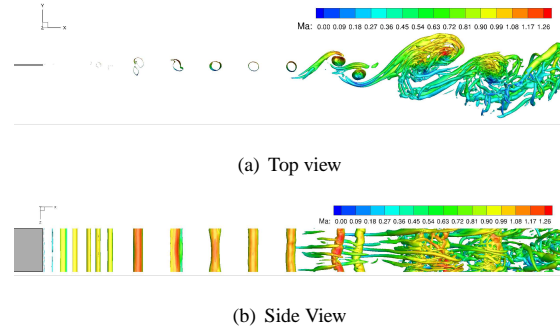 Y
Z X
Ma: 0.00 0.09 0.18 0.27 0.36 0.45 0.54 0.63 0.72 0.81 0.90 0.99 1.08 1.17 1.26
(a) Top view
X
Z
Ma: 0.00 0.09 0.18 0.27 0.36 0.45 0.54 0.63 0.72 0.81 0.90 0.99 1.08 1.17 1.26
(b) Side View